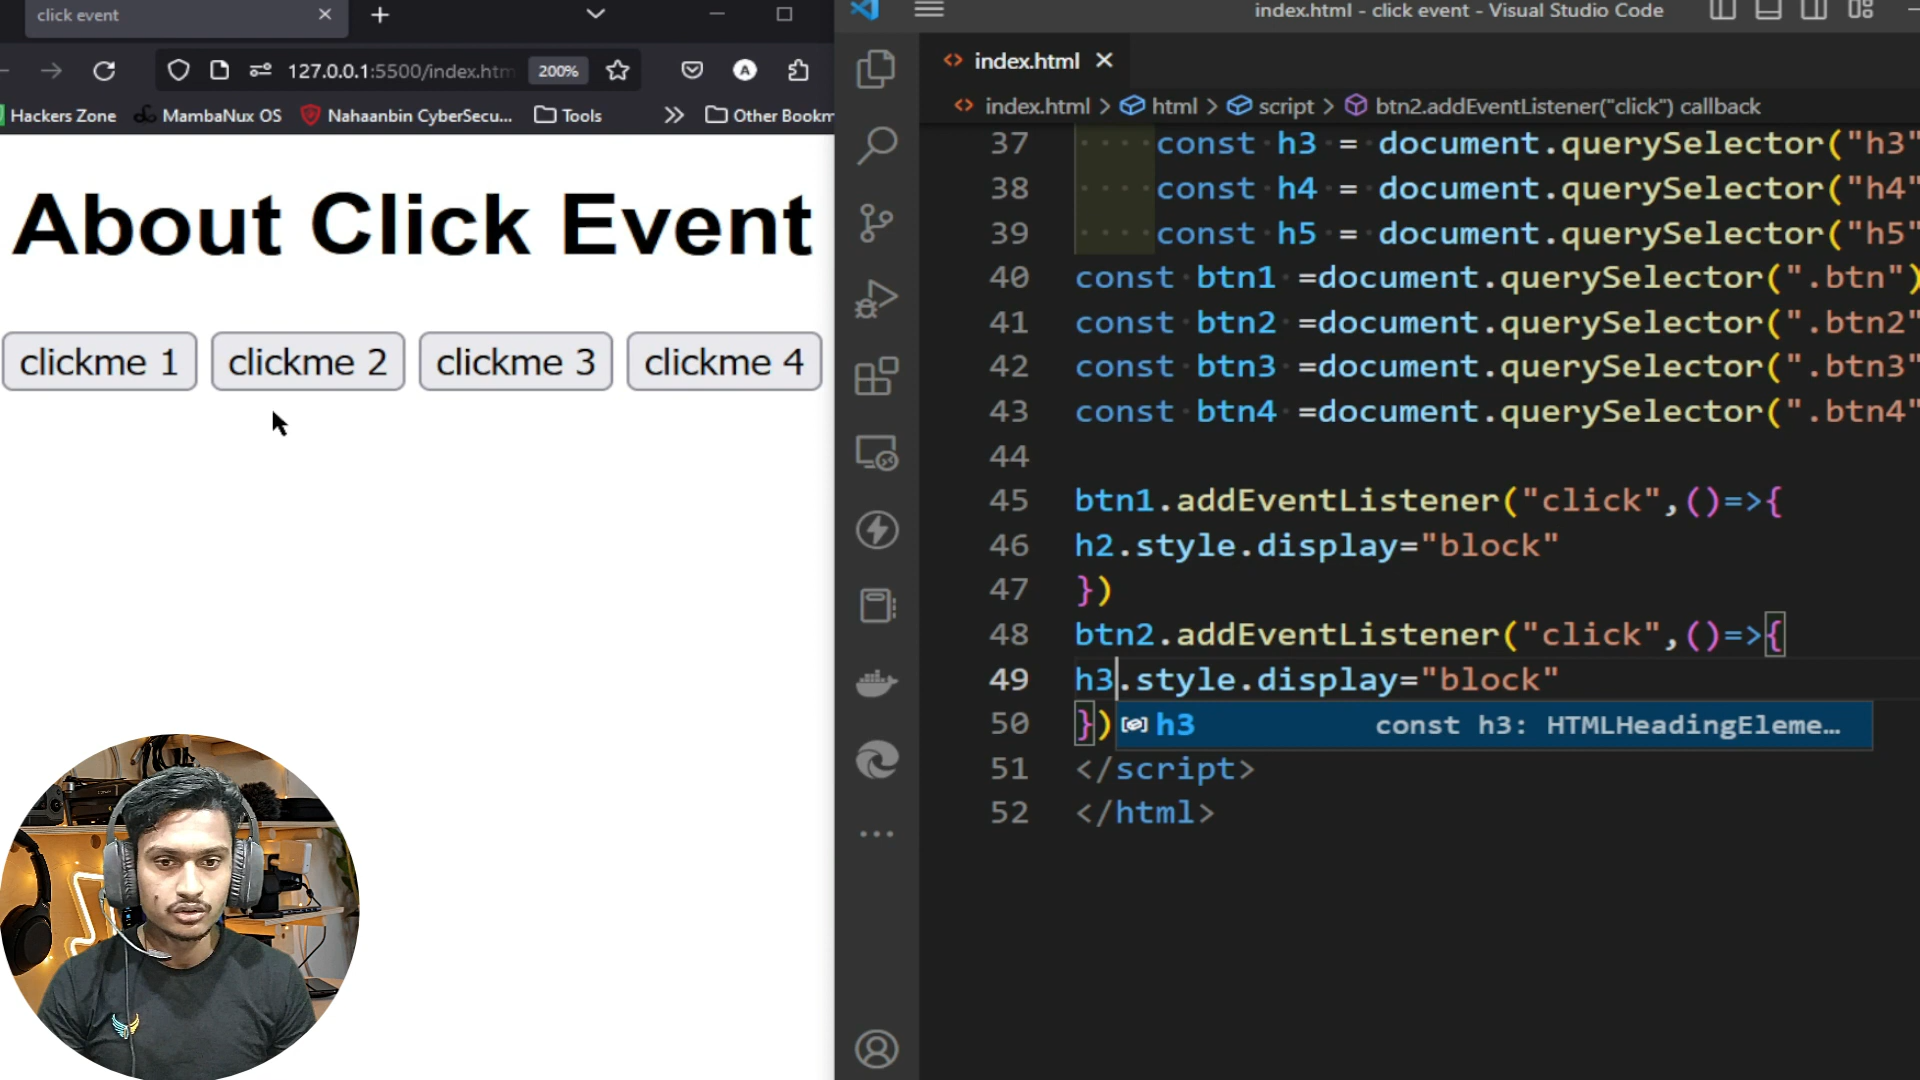 click event
127.0.0.1:5500/index.htm
200%
A
Hackers Zone
MambaNux OS
Nahaanbin CyberSecu...
Tools
Other Bookm
About Click Event
clickme 1
clickme 2
clickme 3
clickme 4
index.html - click event - Visual Studio Code
index.html
index.html > html > script > btn2.addEventListener("click") callback
37 const h3 = document.querySelector("h3"
38 const h4 = document.querySelector("h4"
39 const h5 = document.querySelector("h5"
40 const btn1 =document.querySelector(".btn")
41 const btn2 =document.querySelector(".btn2"
42 const btn3 =document.querySelector(".btn3"
43 const btn4 =document.querySelector(".btn4"
44
45 btn1.addEventListener("click",()=>{
46 h2.style.display="block"
47 })
48 btn2.addEventListener("click",()=>{
49 h3.style.display="block"
50 })
h3 const h3: HTMLHeadingEleme…
51 </script>
52 </html>